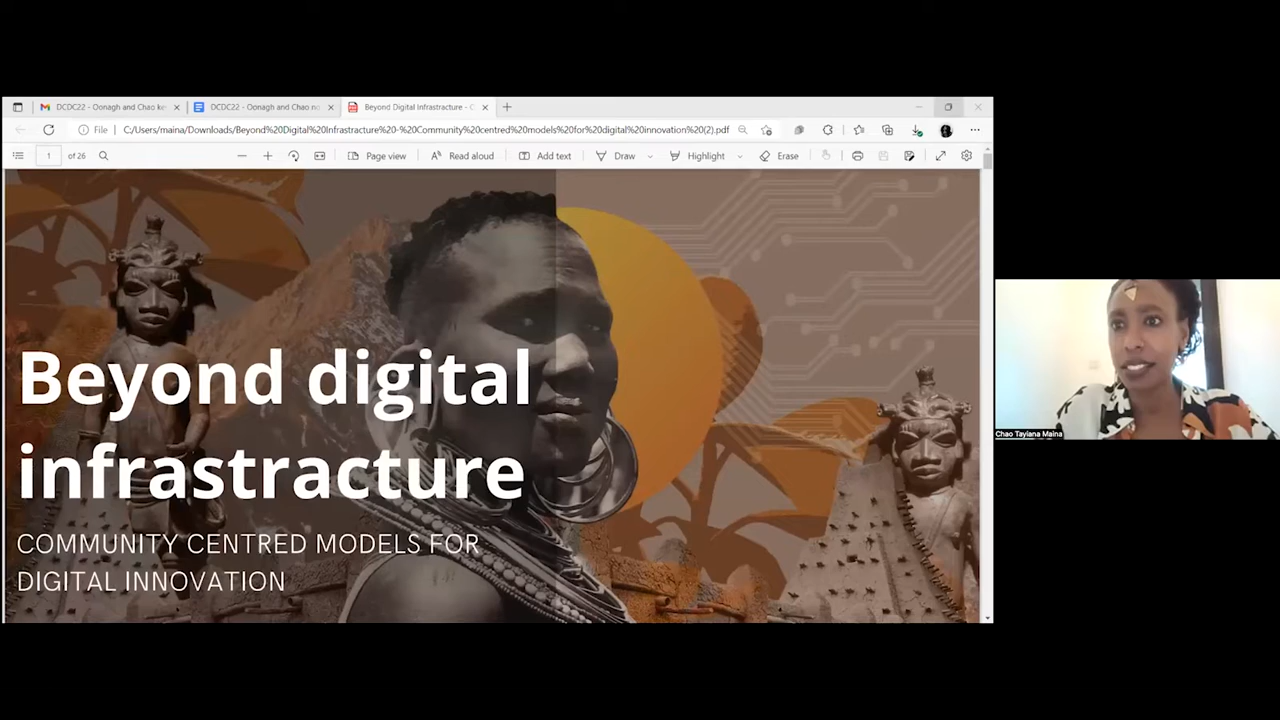 DCDC22 - Oonagh and Chao ke
DCDC22 - Oonagh and Chao no
Beyond Digital Infrastructure - C
File
C:/Users/maina/Downloads/Beyond%20Digital%20Infrastructure%20-%20Community%20centred%20models%20for%20digital%20innovation%20(2).pdf
1 of 26
Page view
Read aloud
Add text
Draw
Highlight
Erase
Beyond digital
infrastracture
COMMUNITY CENTRED MODELS FOR
DIGITAL INNOVATION
Chao Tayiana Maina